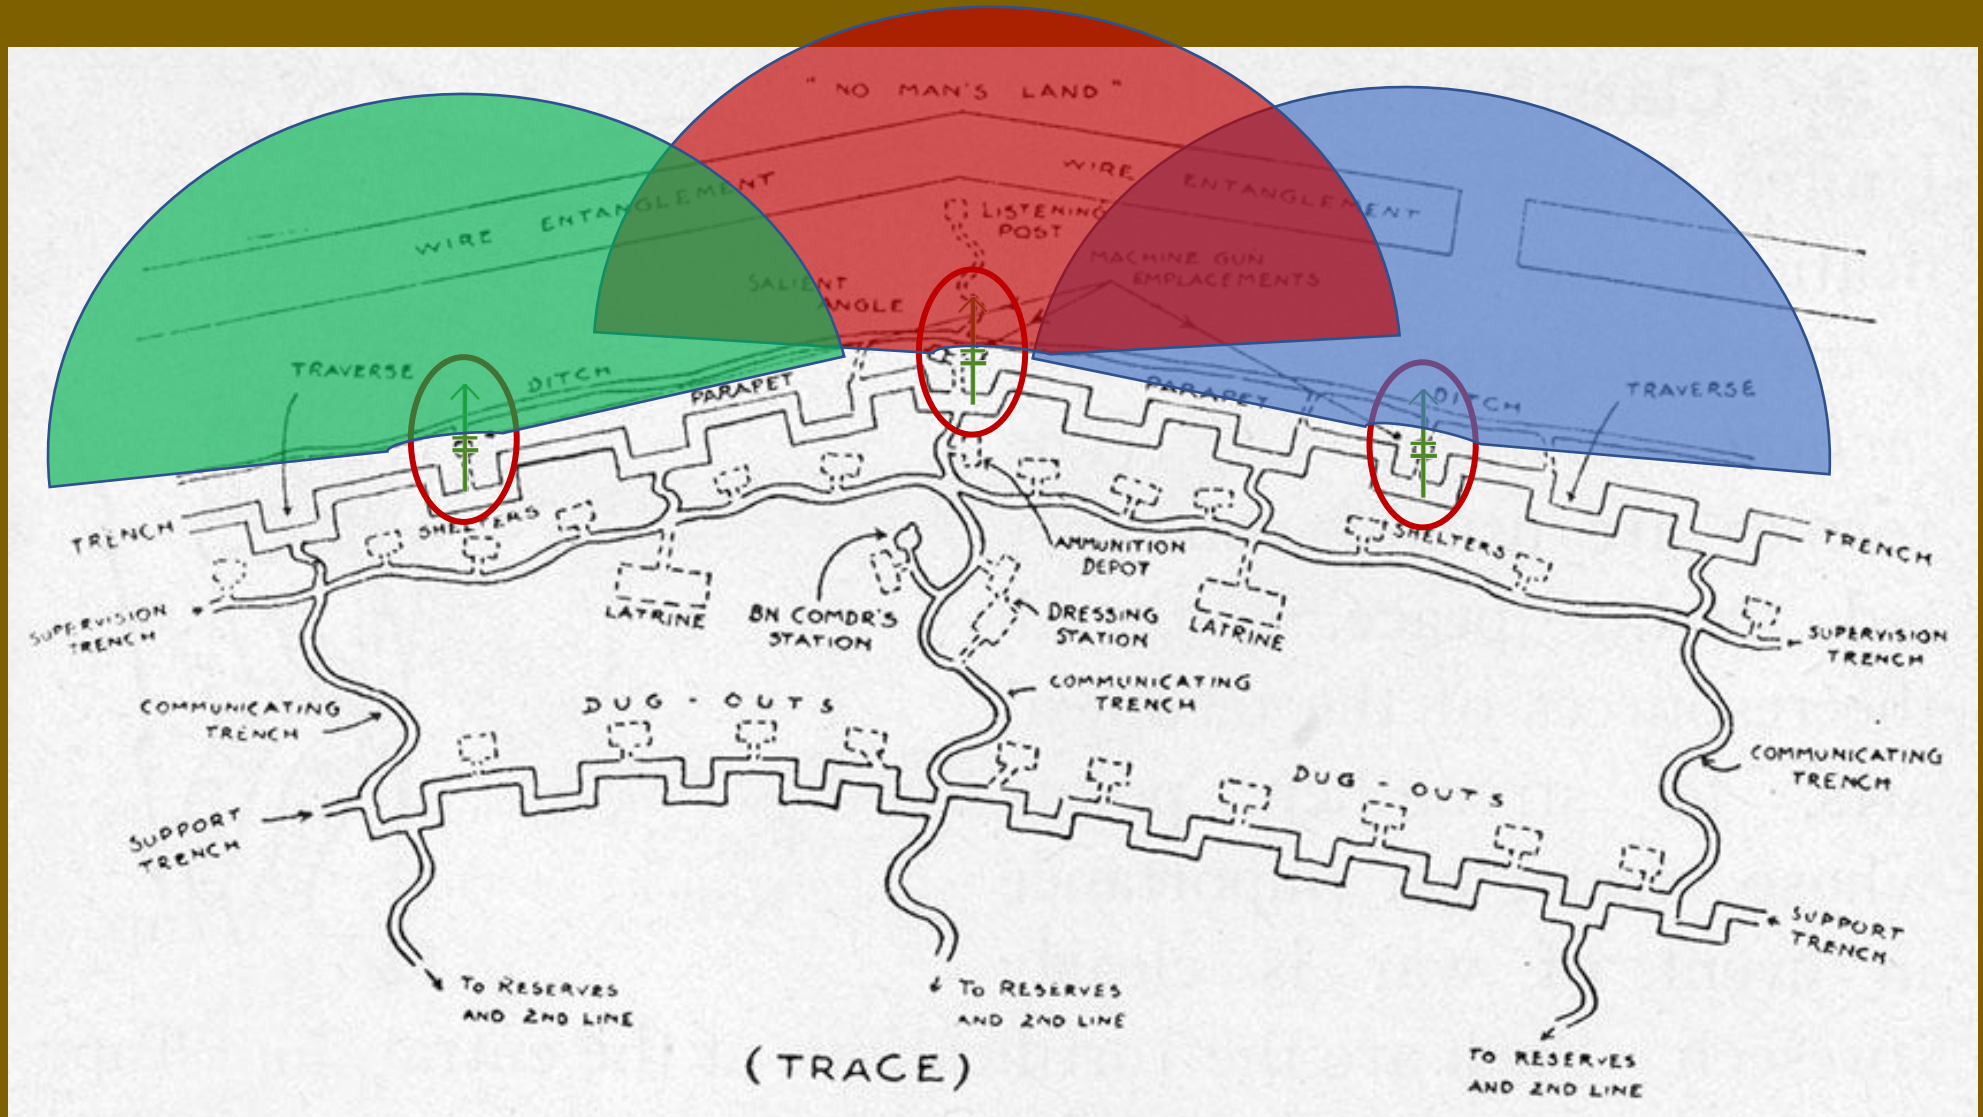 " NO MAN'S LAND "
WIRE ENTANGLEMENT
WIRE ENTANGLEMENT
LISTENING
POST
MACHINE GUN
EMPLACEMENTS
SALIENT
ANGLE
TRAVERSE
DITCH
PARAPET
PARAPET
DITCH
TRAVERSE
TRENCH
SHELTERS
SHELTERS
TRENCH
AMMUNITION
DEPOT
SUPERVISION
TRENCH
LATRINE
BN COMDR'S
STATION
DRESSING
STATION
LATRINE
SUPERVISION
TRENCH
COMMUNICATING
TRENCH
DUG - OUTS
COMMUNICATING
TRENCH
COMMUNICATING
TRENCH
DUG - OUTS
SUPPORT
TRENCH
SUPPORT
TRENCH
TO RESERVES
AND 2ND LINE
TO RESERVES
AND 2ND LINE
TO RESERVES
AND 2ND LINE
(TRACE)